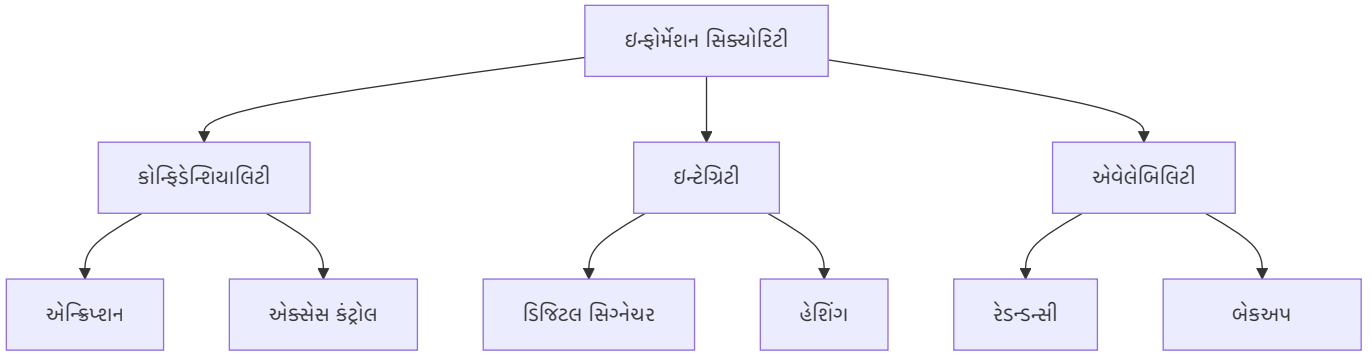 ઇન્ફોર્મેશન સિક્યોરિટી
કોન્ફિડેન્શિયાલિટી
ઇન્ટેગ્રિટી
એવેલેબિલિટી
એન્ક્રિપ્શન
એક્સેસ કંટ્રોલ
ડિજિટલ સિગ્નેચર
હેશિંગ
રેડન્ડન્સી
બેકઅપ